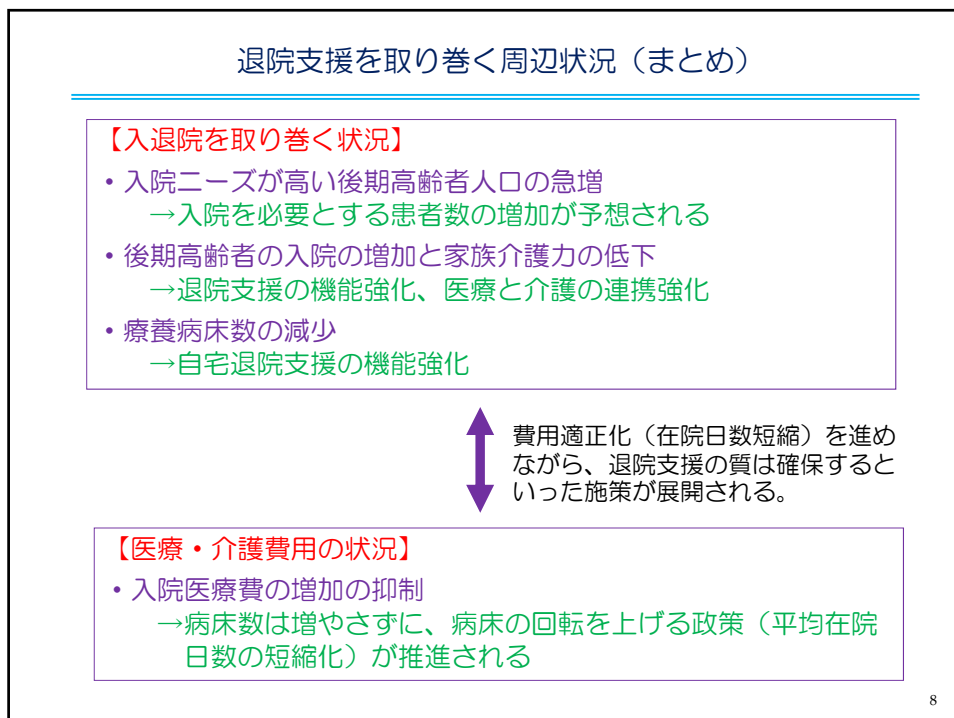 退院支援を取り巻く周辺状況（まとめ）
【入退院を取り巻く状況】
・入院ニーズが高い後期高齢者人口の急増
→入院を必要とする患者数の増加が予想される
・後期高齢者の入院の増加と家族介護力の低下
→退院支援の機能強化、医療と介護の連携強化
・療養病床数の減少
→自宅退院支援の機能強化
費用適正化（在院日数短縮）を進め
ながら、退院支援の質は確保すると
いった施策が展開される。
【医療・介護費用の状況】
・入院医療費の増加の抑制
→病床数は増やさずに、病床の回転を上げる政策（平均在院
日数の短縮化）が推進される
8